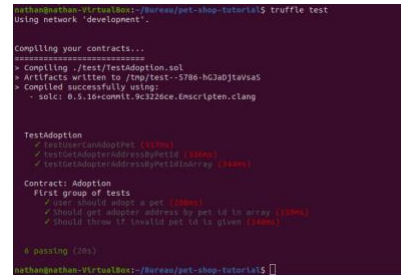 nathan@nathan-VirtualBox:~/Bureau/pet-shop-tutorial$ truffle test
Using network 'development'.
Compiling your contracts...
===========================
> Compiling ./test/TestAdoption.sol
> Artifacts written to /tmp/test--5786-hGJaDjtaVsaS
> Compiled successfully using:
- solc: 0.5.16+commit.9c3226ce.Emscripten.clang
TestAdoption
✓ testUserCanAdoptPet
✓ testGetAdopterAddressByPetId
✓ testGetAdopterAddressByPetIdInArray
Contract: Adoption
First group of tests
✓ user should adopt a pet
✓ Should get adopter address by pet id in array
✓ Should throw if invalid pet id is given
6 passing (20s)
nathan@nathan-VirtualBox:~/Bureau/pet-shop-tutorial$